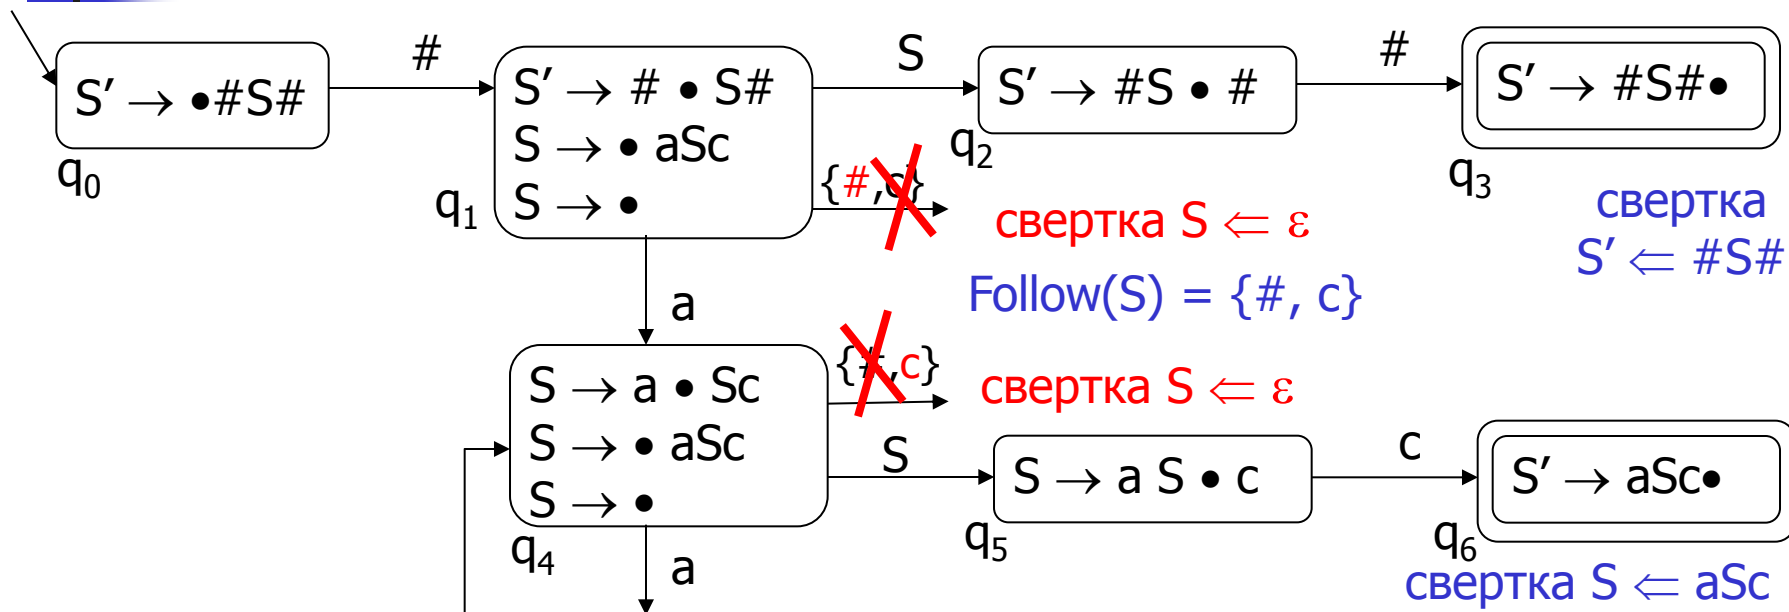 #
S
#
S′ → •#S#
S′ → # • S#
S → • aSc
S → •
S′ → #S • #
S′ → #S#•
q0
q1
q2
q3
{#,c}
свертка S ⇐ ε
свертка
S′ ⇐ #S#
Follow(S) = {#, c}
a
{#,c}
свертка S ⇐ ε
S → a • Sc
S → • aSc
S → •
S
S → a S • c
c
S′ → aSc•
q4
q5
q6
a
свертка S ⇐ aSc